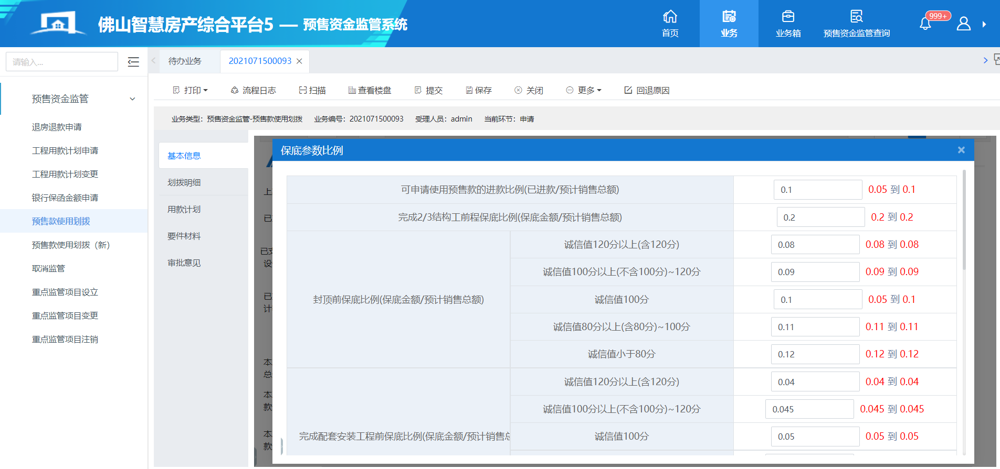 佛山智慧房产综合平台5 — 预售资金监管系统
首页
业务
业务箱
预售资金监管查询
999+
请输入...
待办业务
2021071500093
打印
流程日志
扫描
查看楼盘
提交
保存
关闭
更多
回退原因
业务类型：预售资金监管-预售款使用划拨 业务编号：2021071500093 受理人员：admin 当前环节：申请
预售资金监管
退房退款申请
工程用款计划申请
工程用款计划变更
银行保函金额申请
预售款使用划拨
预售款使用划拨（新）
取消监管
重点监管项目设立
重点监管项目变更
重点监管项目注销
基本信息
划拨明细
用款计划
要件材料
审批意见
上
已
设
已
计
本
总
本
款
本
款
保底参数比例
可申请使用预售款的进款比例(已进款/预计销售总额) 0.1 0.05 到 0.1
完成2/3结构工前程保底比例(保底金额/预计销售总额) 0.2 0.2 到 0.2
封顶前保底比例(保底金额/预计销售总额)
诚信值120分以上(含120分) 0.08 0.08 到 0.08
诚信值100分以上(不含100分)~120分 0.09 0.09 到 0.09
诚信值100分 0.1 0.05 到 0.1
诚信值80分以上(含80分)~100分 0.11 0.11 到 0.11
诚信值小于80分 0.12 0.12 到 0.12
完成配套安装工程前保底比例(保底金额/预计销售总
诚信值120分以上(含120分) 0.04 0.04 到 0.04
诚信值100分以上(不含100分)~120分 0.045 0.045 到 0.045
诚信值100分 0.05 0.05 到 0.05